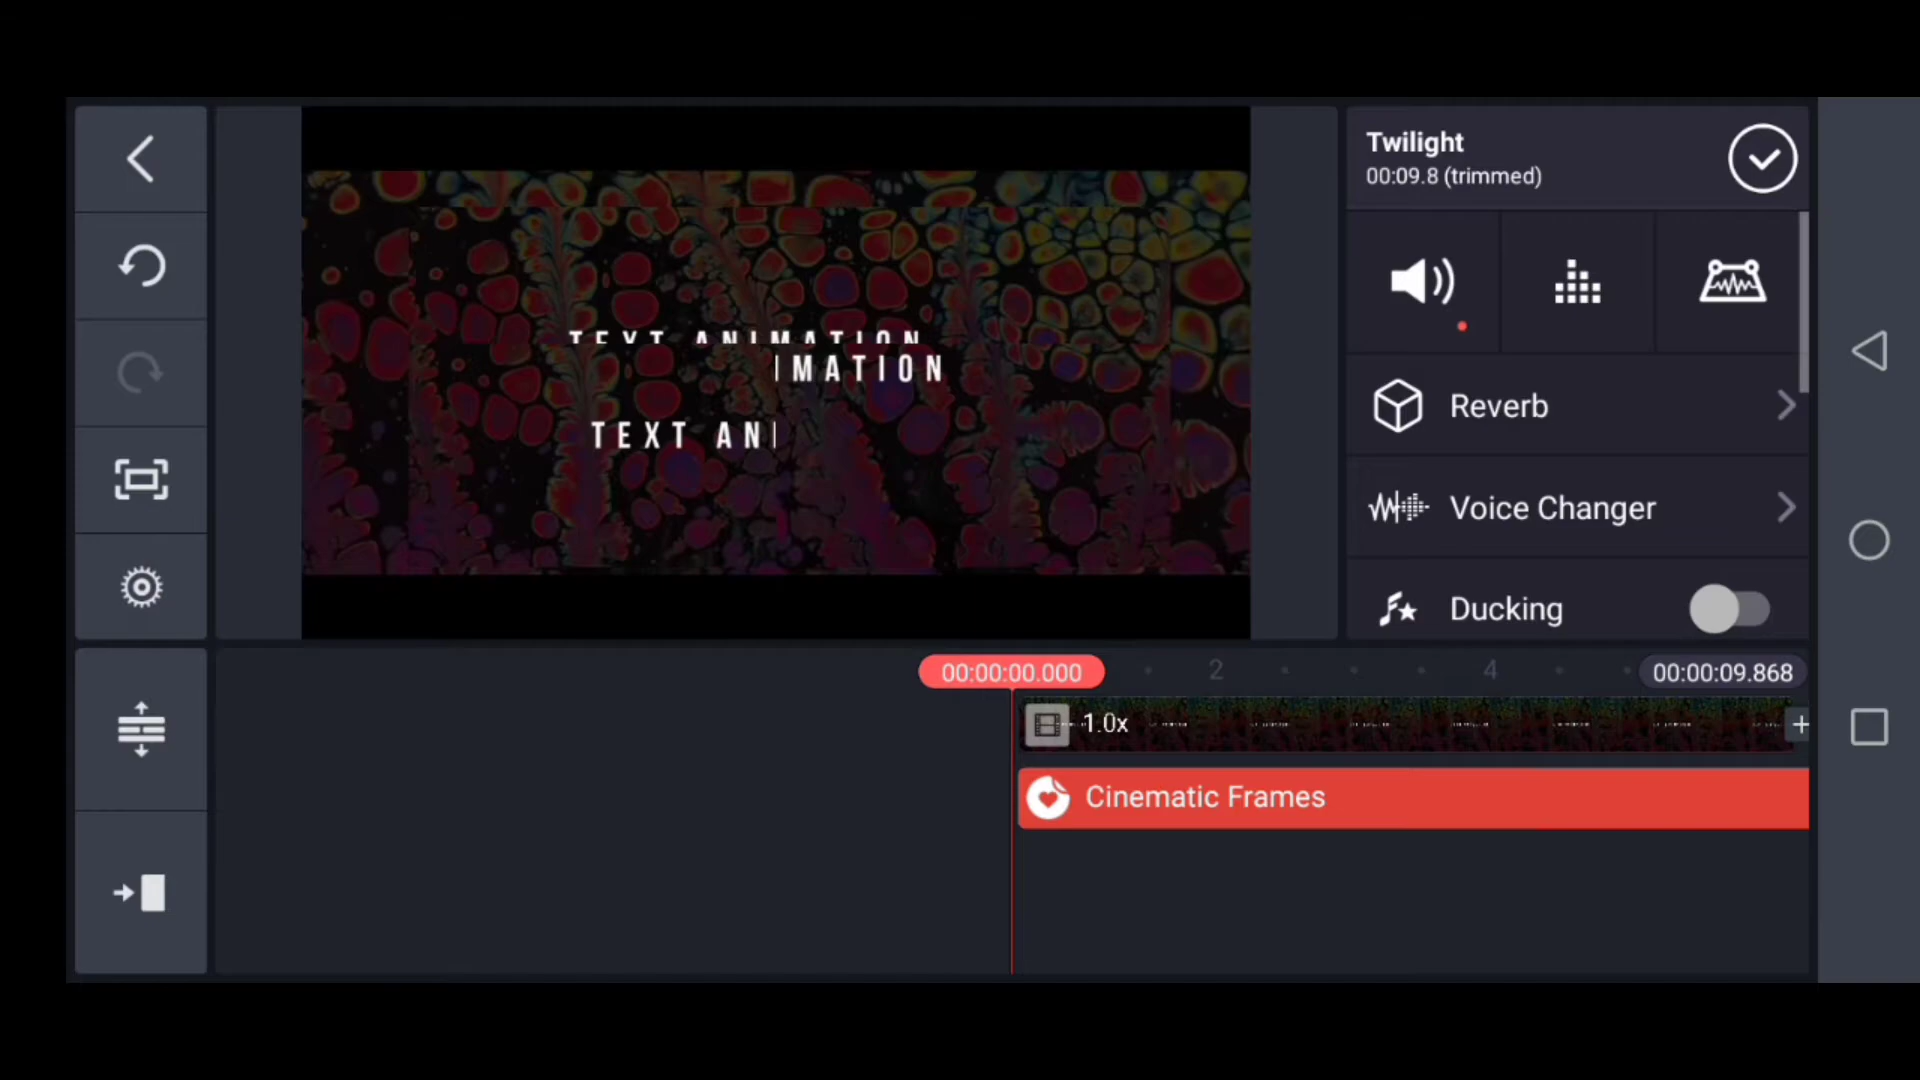 Twilight
00:09.8 (trimmed)
TEXT ANIMATION
IMATION
TEXT ANI
Reverb
Voice Changer
Ducking
00:00:00.000
2
4
00:00:09.868
1.0x
+
Cinematic Frames